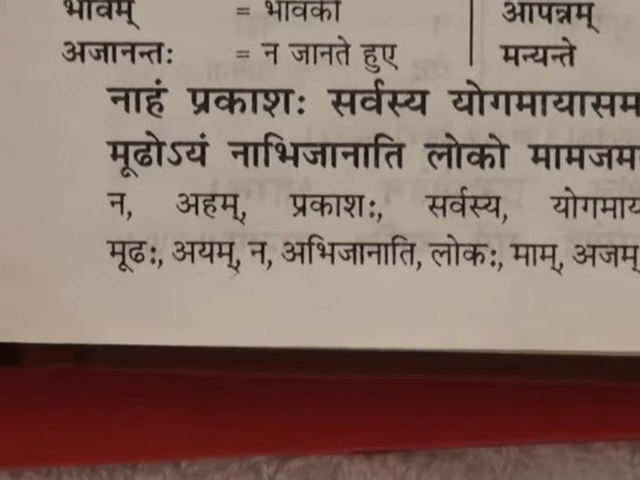 भावम् = भावको आपन्नम्
अजानन्तः = न जानते हुए मन्यन्ते
नाहं प्रकाशः सर्वस्य योगमायासम
मूढोऽयं नाभिजानाति लोको मामजम
न, अहम्, प्रकाशः, सर्वस्य, योगमाय
मूढः, अयम्, न, अभिजानाति, लोकः, माम्, अजम्